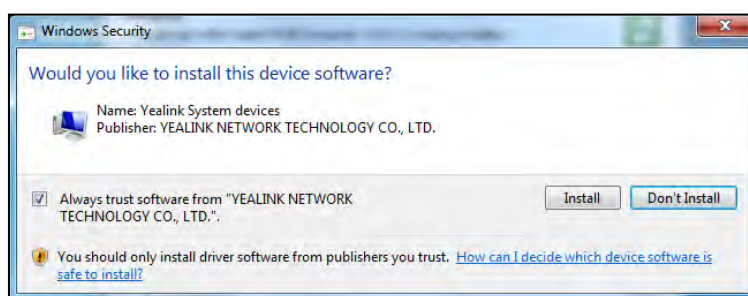 Windows Security
Would you like to install this device software?
Name: Yealink System devices
Publisher: YEALINK NETWORK TECHNOLOGY CO., LTD.
Always trust software from "YEALINK NETWORK
TECHNOLOGY CO., LTD.".
Install
Don't Install
You should only install driver software from publishers you trust. How can I decide which device software is
safe to install?